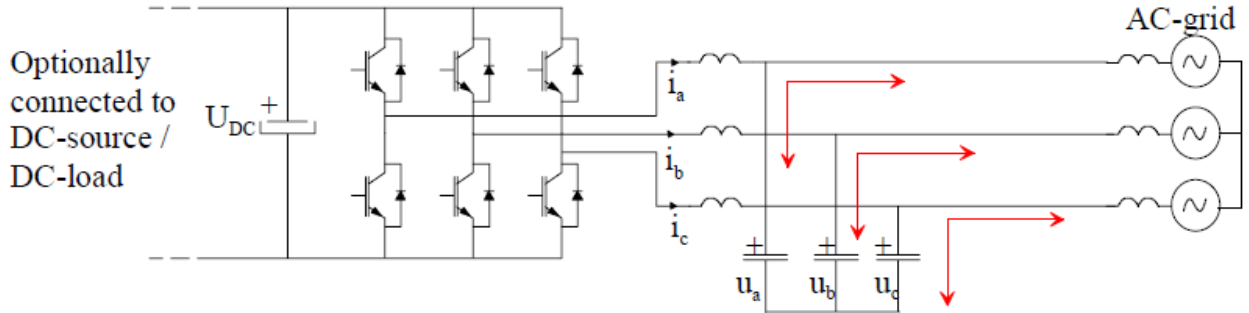 AC-grid
Optionally
connected to
DC-source /
DC-load
U_DC
+
i_a
i_b
i_c
+
+
+
u_a
u_b
u_c